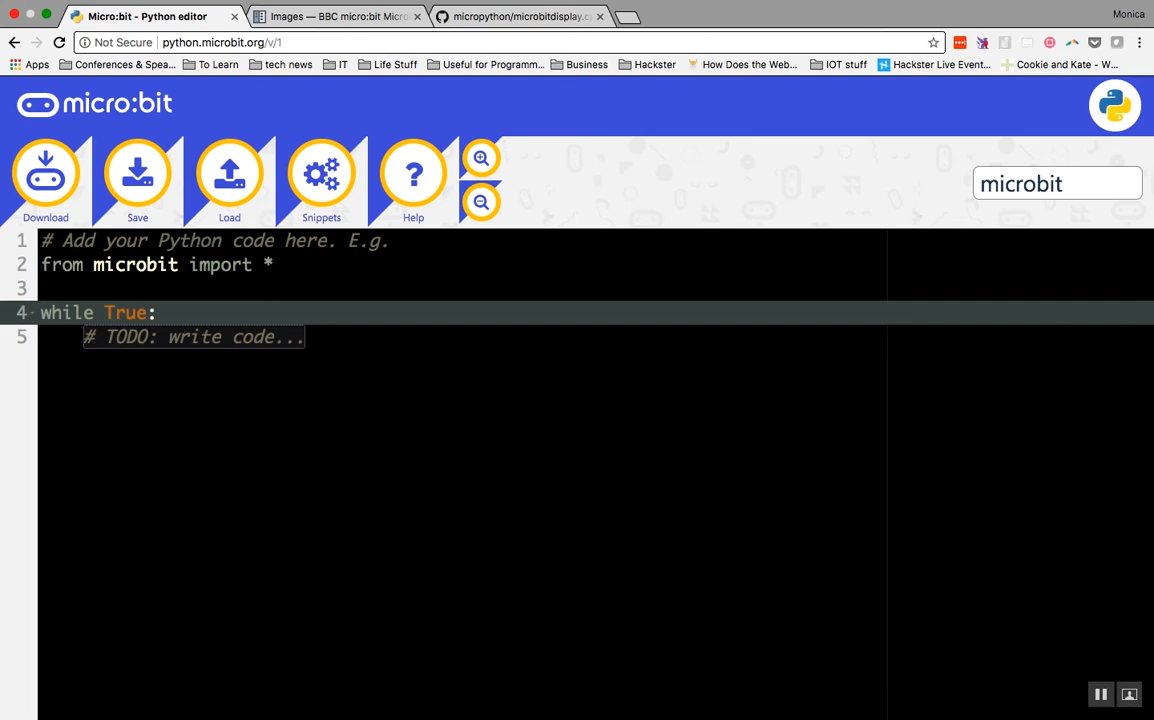 Micro:bit - Python editor
Images — BBC micro:bit Micro
micropython/microbitdisplay.c
Monica
Not Secure | python.microbit.org/v/1
Apps
Conferences & Spea...
To Learn
tech news
IT
Life Stuff
Useful for Programm...
Business
Hackster
How Does the Web...
IOT stuff
Hackster Live Event...
Cookie and Kate - W...
micro:bit
Download
Save
Load
Snippets
Help
microbit
1 # Add your Python code here. E.g.
2 from microbit import *
3
4 while True:
5 # TODO: write code...